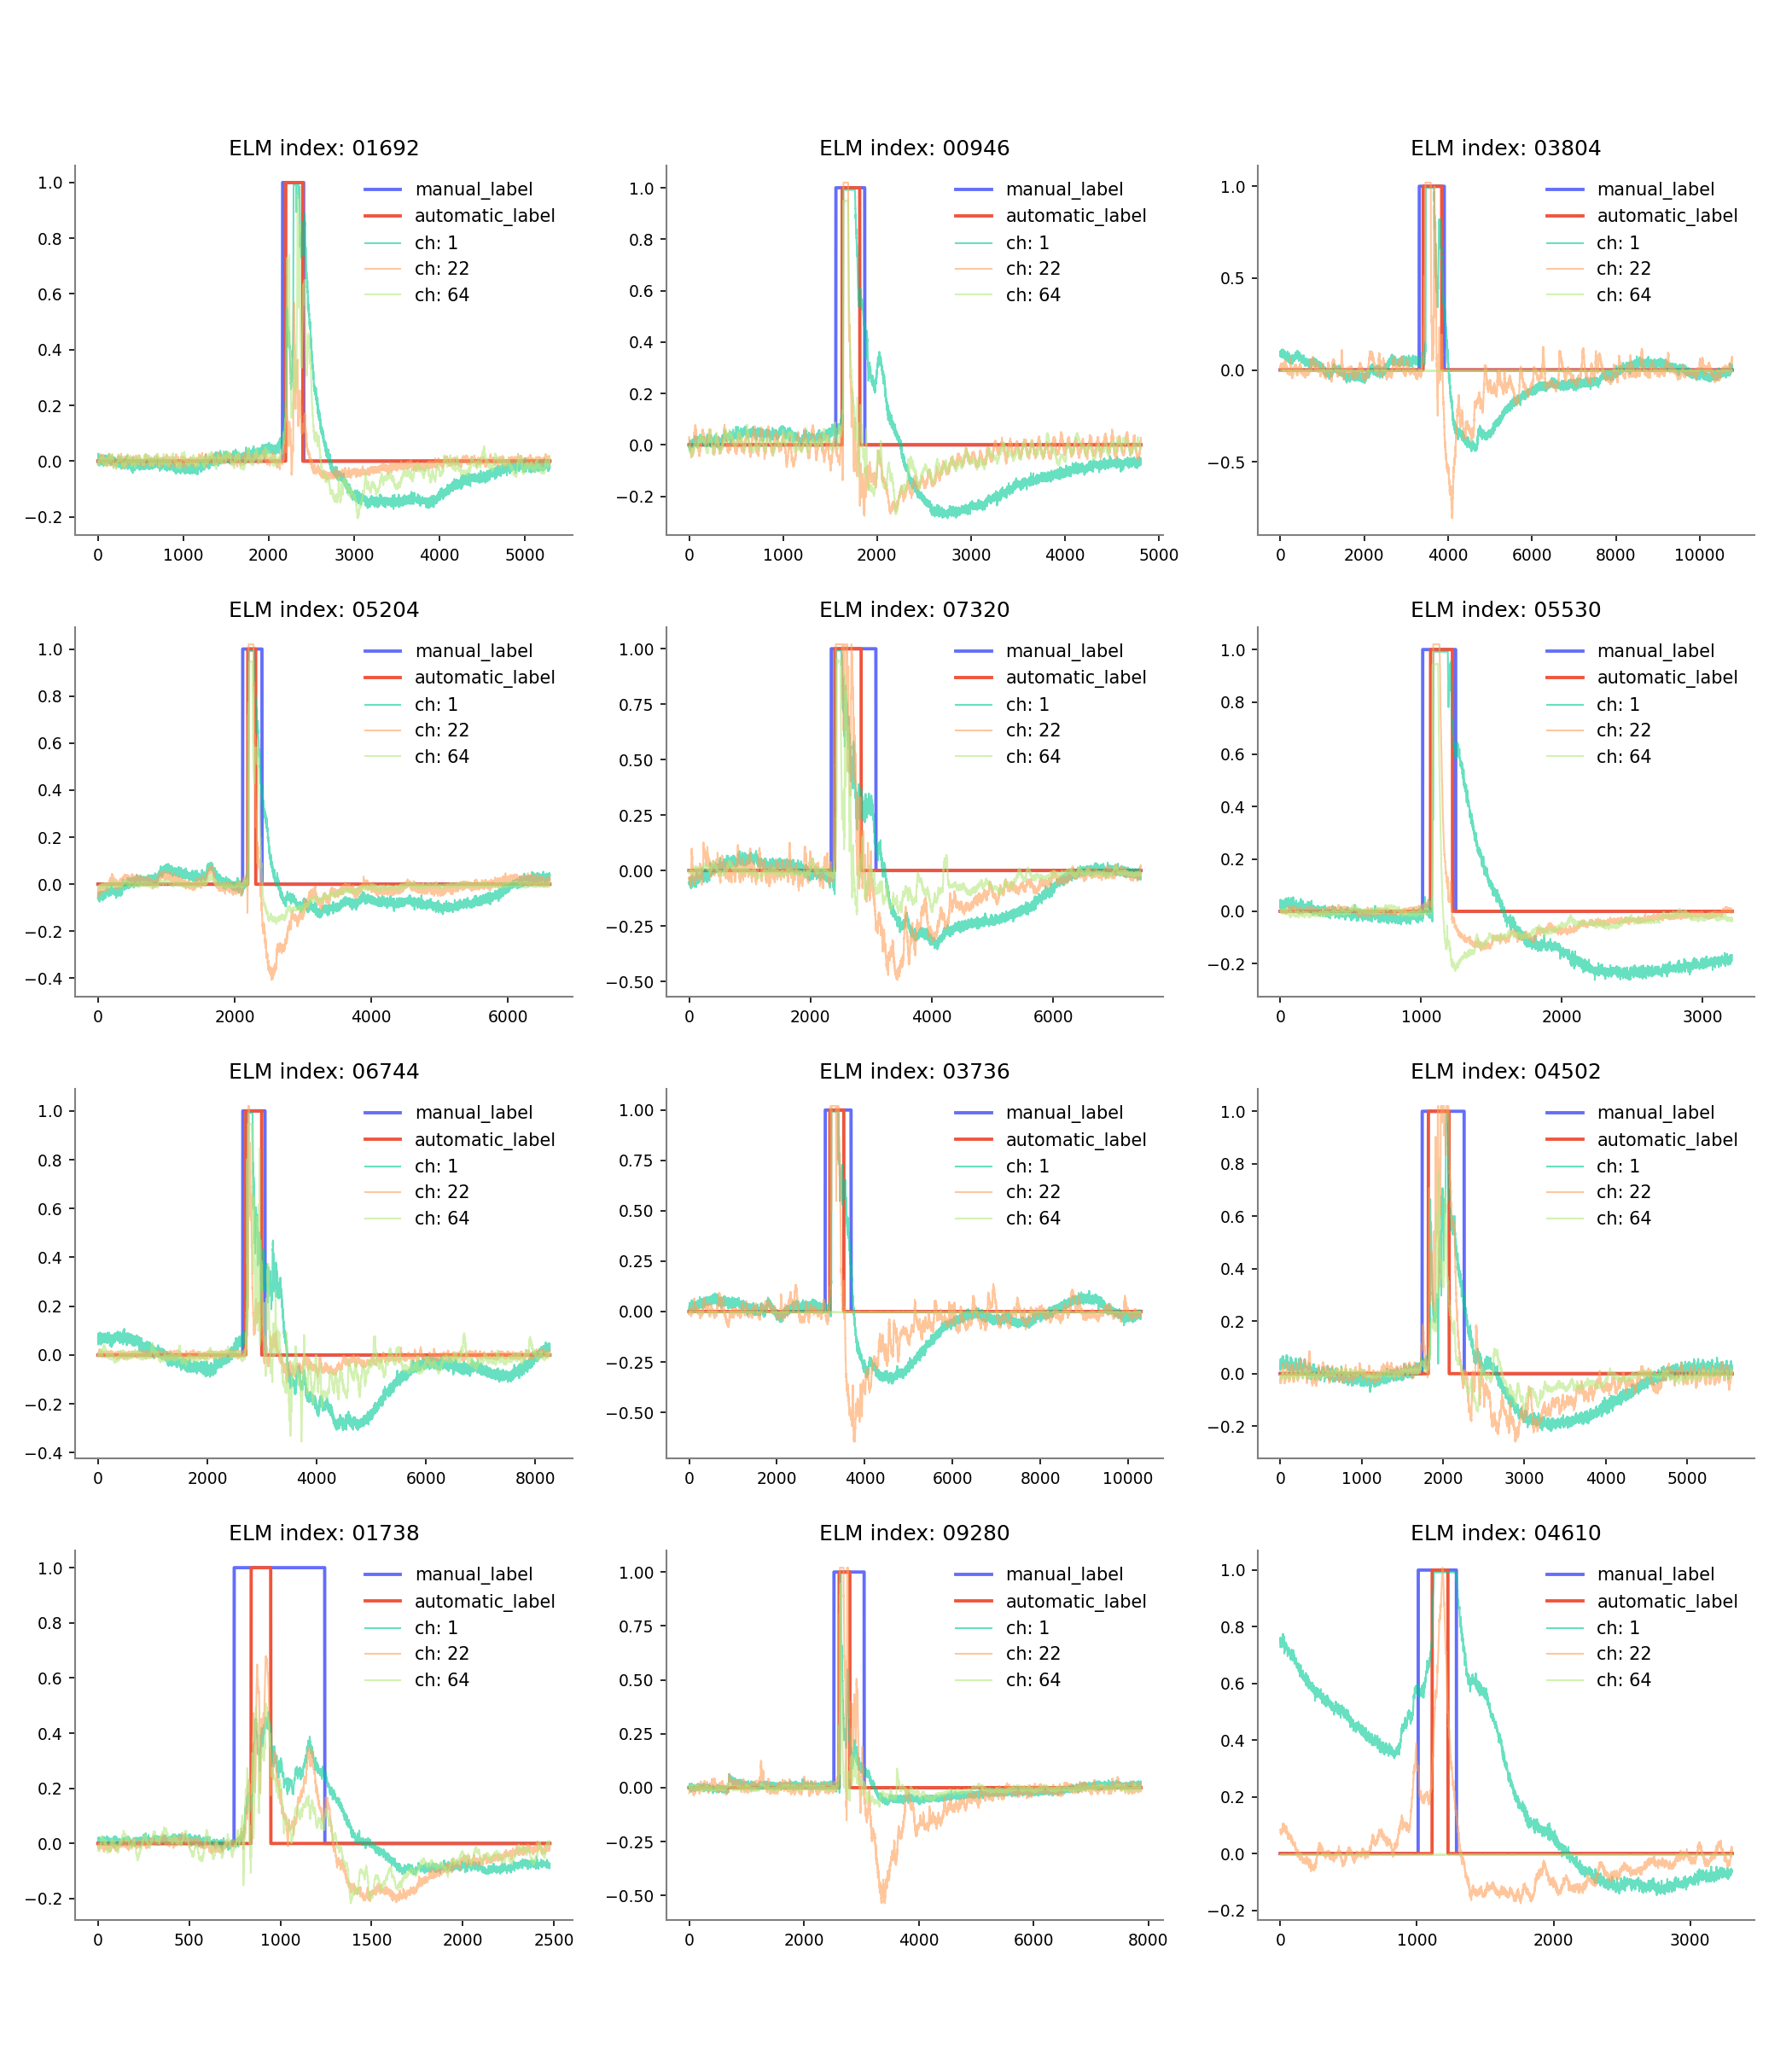 ELM index: 01692
1.0
0.8
0.6
0.4
0.2
0.0
−0.2
0 1000 2000 3000 4000 5000
manual_label
automatic_label
ch: 1
ch: 22
ch: 64
ELM index: 00946
1.0
0.8
0.6
0.4
0.2
0.0
−0.2
0 1000 2000 3000 4000 5000
manual_label
automatic_label
ch: 1
ch: 22
ch: 64
ELM index: 03804
1.0
0.5
0.0
−0.5
0 2000 4000 6000 8000 10000
manual_label
automatic_label
ch: 1
ch: 22
ch: 64
ELM index: 05204
1.0
0.8
0.6
0.4
0.2
0.0
−0.2
−0.4
0 2000 4000 6000
manual_label
automatic_label
ch: 1
ch: 22
ch: 64
ELM index: 07320
1.00
0.75
0.50
0.25
0.00
−0.25
−0.50
0 2000 4000 6000
manual_label
automatic_label
ch: 1
ch: 22
ch: 64
ELM index: 05530
1.0
0.8
0.6
0.4
0.2
0.0
−0.2
0 1000 2000 3000
manual_label
automatic_label
ch: 1
ch: 22
ch: 64
ELM index: 06744
1.0
0.8
0.6
0.4
0.2
0.0
−0.2
−0.4
0 2000 4000 6000 8000
manual_label
automatic_label
ch: 1
ch: 22
ch: 64
ELM index: 03736
1.00
0.75
0.50
0.25
0.00
−0.25
−0.50
0 2000 4000 6000 8000 10000
manual_label
automatic_label
ch: 1
ch: 22
ch: 64
ELM index: 04502
1.0
0.8
0.6
0.4
0.2
0.0
−0.2
0 1000 2000 3000 4000 5000
manual_label
automatic_label
ch: 1
ch: 22
ch: 64
ELM index: 01738
1.0
0.8
0.6
0.4
0.2
0.0
−0.2
0 500 1000 1500 2000 2500
manual_label
automatic_label
ch: 1
ch: 22
ch: 64
ELM index: 09280
1.00
0.75
0.50
0.25
0.00
−0.25
−0.50
0 2000 4000 6000 8000
manual_label
automatic_label
ch: 1
ch: 22
ch: 64
ELM index: 04610
1.0
0.8
0.6
0.4
0.2
0.0
−0.2
0 1000 2000 3000
manual_label
automatic_label
ch: 1
ch: 22
ch: 64